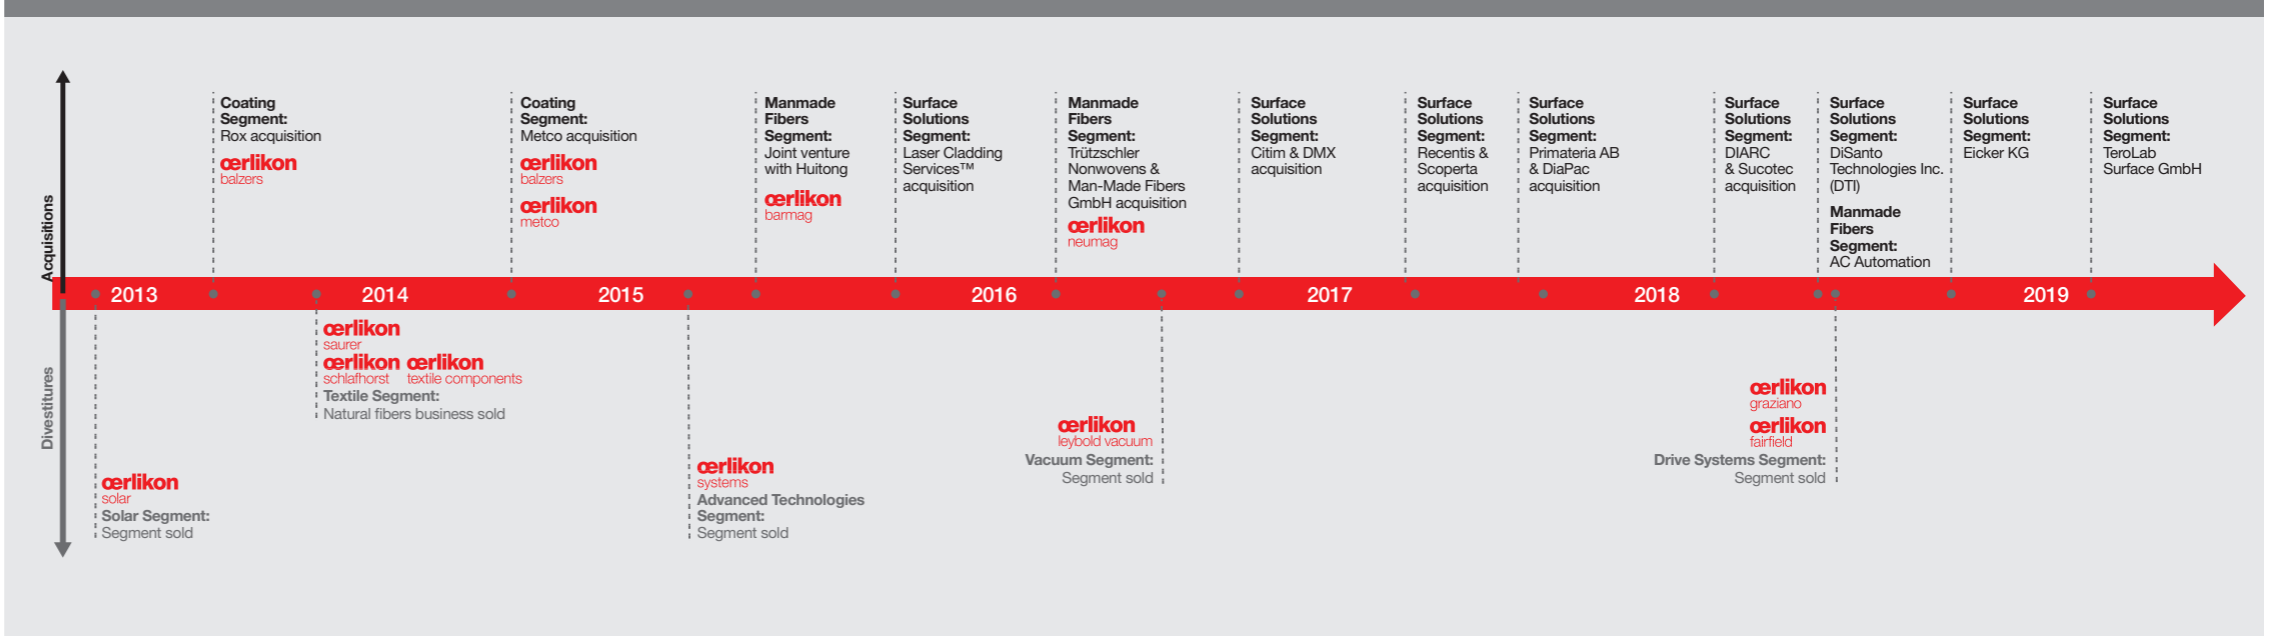 Acquisitions
Divestitures
Coating
Segment:
Rox acquisition
œrlikon
balzers
Coating
Segment:
Metco acquisition
œrlikon
balzers
œrlikon
metco
Manmade
Fibers
Segment:
Joint venture
with Huitong
œrlikon
barmag
Surface
Solutions
Segment:
Laser Cladding
Services™
acquisition
Manmade
Fibers
Segment:
Trützschler
Nonwovens &
Man-Made Fibers
GmbH acquisition
œrlikon
neumag
Surface
Solutions
Segment:
Citim & DMX
acquisition
Surface
Solutions
Segment:
Recentis &
Scoperta
acquisition
Surface
Solutions
Segment:
Primateria AB
& DiaPac
acquisition
Surface
Solutions
Segment:
DIARC
& Sucotec
acquisition
Surface
Solutions
Segment:
DiSanto
Technologies Inc.
(DTI)
Manmade
Fibers
Segment:
AC Automation
Surface
Solutions
Segment:
Eicker KG
Surface
Solutions
Segment:
TeroLab
Surface GmbH
2013 2014 2015 2016 2017 2018 2019
œrlikon
solar
Solar Segment:
Segment sold
œrlikon
saurer
œrlikon œrlikon
schlafhorst textile components
Textile Segment:
Natural fibers business sold
œrlikon
systems
Advanced Technologies
Segment:
Segment sold
œrlikon
leybold vacuum
Vacuum Segment:
Segment sold
œrlikon
graziano
œrlikon
fairfield
Drive Systems Segment:
Segment sold